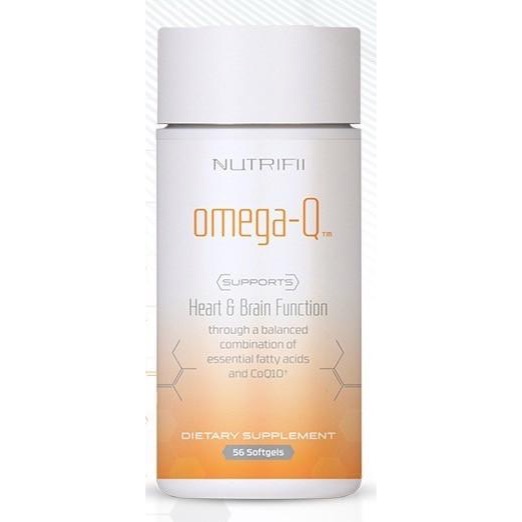 NUTRIFII
omega-Q™
SUPPORTS
Heart & Brain Function
through a balanced
combination of
essential fatty acids
and CoQ10†
DIETARY SUPPLEMENT
56 Softgels